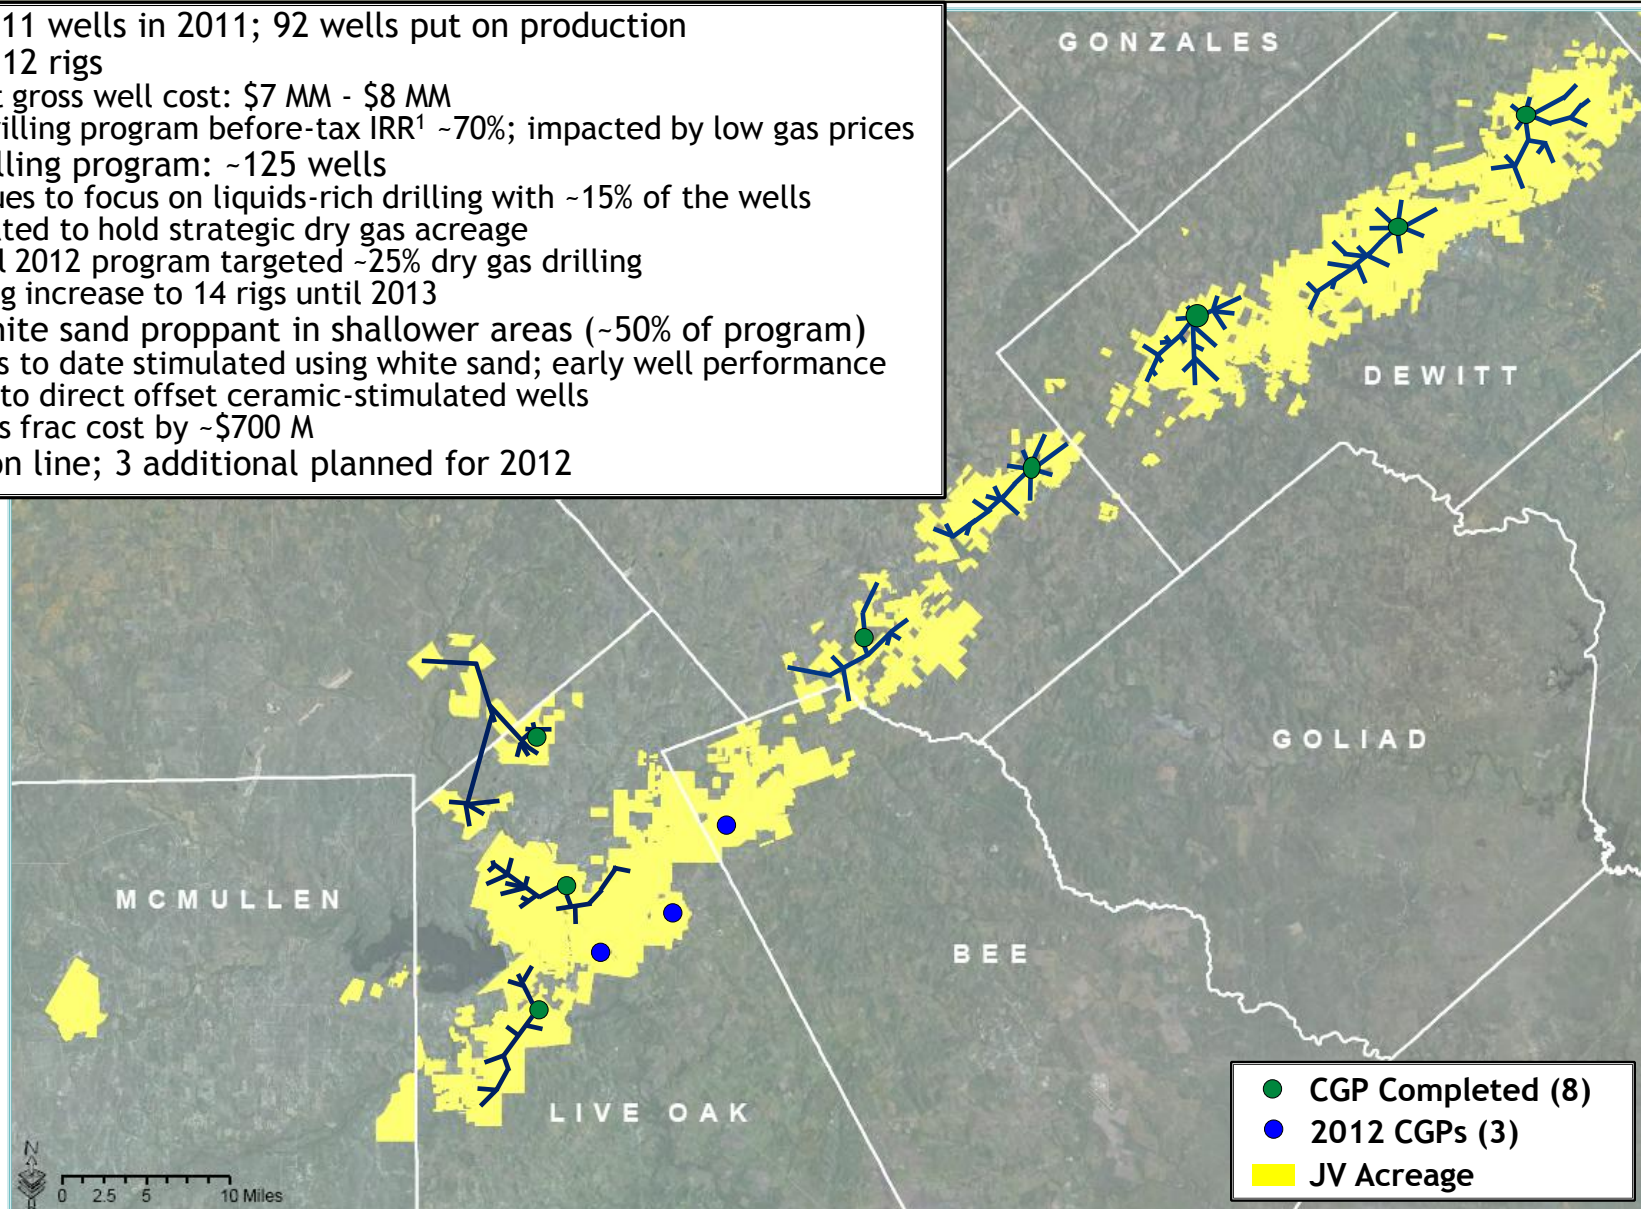 11 wells in 2011; 92 wells put on production
12 rigs
gross well cost: $7 MM - $8 MM
illing program before-tax IRR¹ ~70%; impacted by low gas prices
lling program: ~125 wells
ues to focus on liquids-rich drilling with ~15% of the wells
ated to hold strategic dry gas acreage
l 2012 program targeted ~25% dry gas drilling
g increase to 14 rigs until 2013
hite sand proppant in shallower areas (~50% of program)
s to date stimulated using white sand; early well performance
to direct offset ceramic-stimulated wells
s frac cost by ~$700 M
on line; 3 additional planned for 2012
GONZALES
DEWITT
GOLIAD
MCMULLEN
BEE
LIVE OAK
CGP Completed (8)
2012 CGPs (3)
JV Acreage
N
0 2.5 5 10 Miles